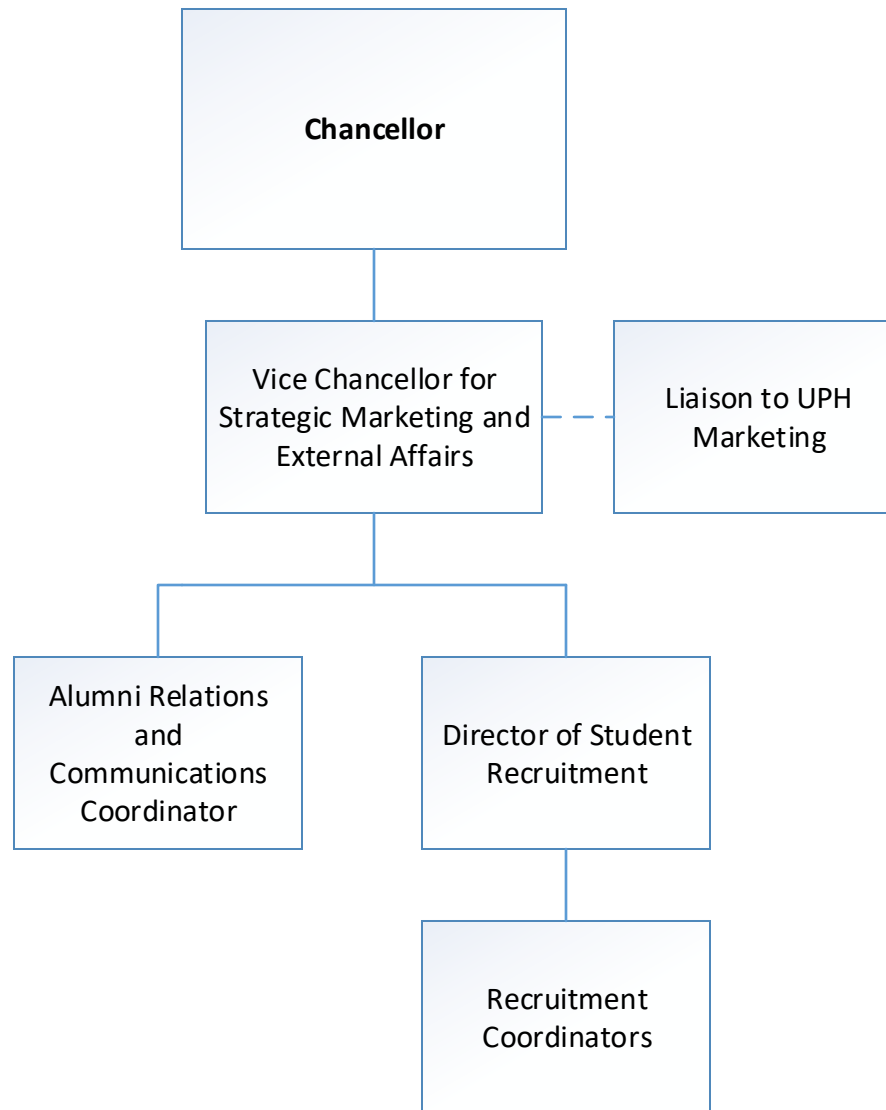 Chancellor
Vice Chancellor for
Strategic Marketing and
External Affairs
Liaison to UPH
Marketing
Alumni Relations
and
Communications
Coordinator
Director of Student
Recruitment
Recruitment
Coordinators